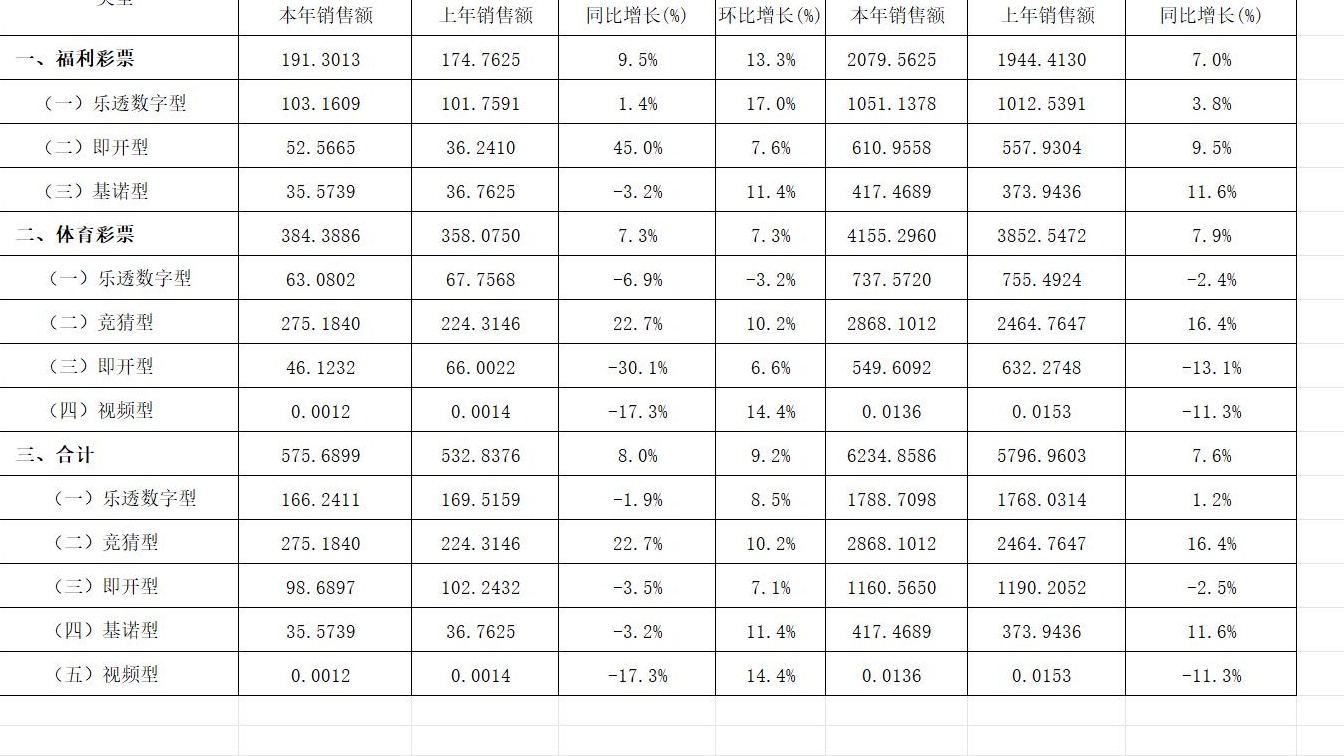 本年销售额 上年销售额 同比增长(%) 环比增长(%) 本年销售额 上年销售额 同比增长(%)
一、福利彩票 191.3013 174.7625 9.5% 13.3% 2079.5625 1944.4130 7.0%
（一）乐透数字型 103.1609 101.7591 1.4% 17.0% 1051.1378 1012.5391 3.8%
（二）即开型 52.5665 36.2410 45.0% 7.6% 610.9558 557.9304 9.5%
（三）基诺型 35.5739 36.7625 -3.2% 11.4% 417.4689 373.9436 11.6%
二、体育彩票 384.3886 358.0750 7.3% 7.3% 4155.2960 3852.5472 7.9%
（一）乐透数字型 63.0802 67.7568 -6.9% -3.2% 737.5720 755.4924 -2.4%
（二）竞猜型 275.1840 224.3146 22.7% 10.2% 2868.1012 2464.7647 16.4%
（三）即开型 46.1232 66.0022 -30.1% 6.6% 549.6092 632.2748 -13.1%
（四）视频型 0.0012 0.0014 -17.3% 14.4% 0.0136 0.0153 -11.3%
三、合计 575.6899 532.8376 8.0% 9.2% 6234.8586 5796.9603 7.6%
（一）乐透数字型 166.2411 169.5159 -1.9% 8.5% 1788.7098 1768.0314 1.2%
（二）竞猜型 275.1840 224.3146 22.7% 10.2% 2868.1012 2464.7647 16.4%
（三）即开型 98.6897 102.2432 -3.5% 7.1% 1160.5650 1190.2052 -2.5%
（四）基诺型 35.5739 36.7625 -3.2% 11.4% 417.4689 373.9436 11.6%
（五）视频型 0.0012 0.0014 -17.3% 14.4% 0.0136 0.0153 -11.3%